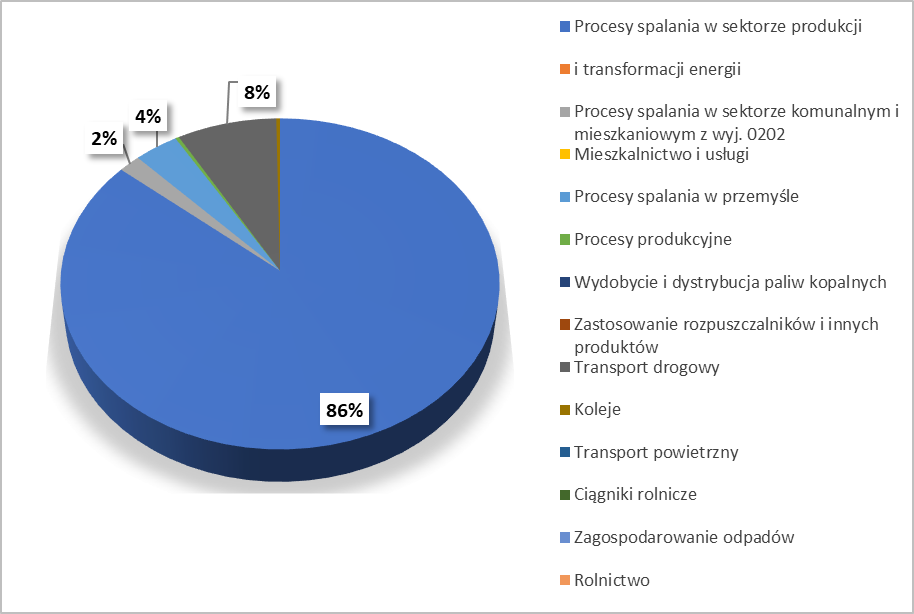 8%
4%
2%
86%
Procesy spalania w sektorze produkcji
i transformacji energii
Procesy spalania w sektorze komunalnym i
mieszkaniowym z wyj. 0202
Mieszkalnictwo i usługi
Procesy spalania w przemyśle
Procesy produkcyjne
Wydobycie i dystrybucja paliw kopalnych
Zastosowanie rozpuszczalników i innych
produktów
Transport drogowy
Koleje
Transport powietrzny
Ciągniki rolnicze
Zagospodarowanie odpadów
Rolnictwo